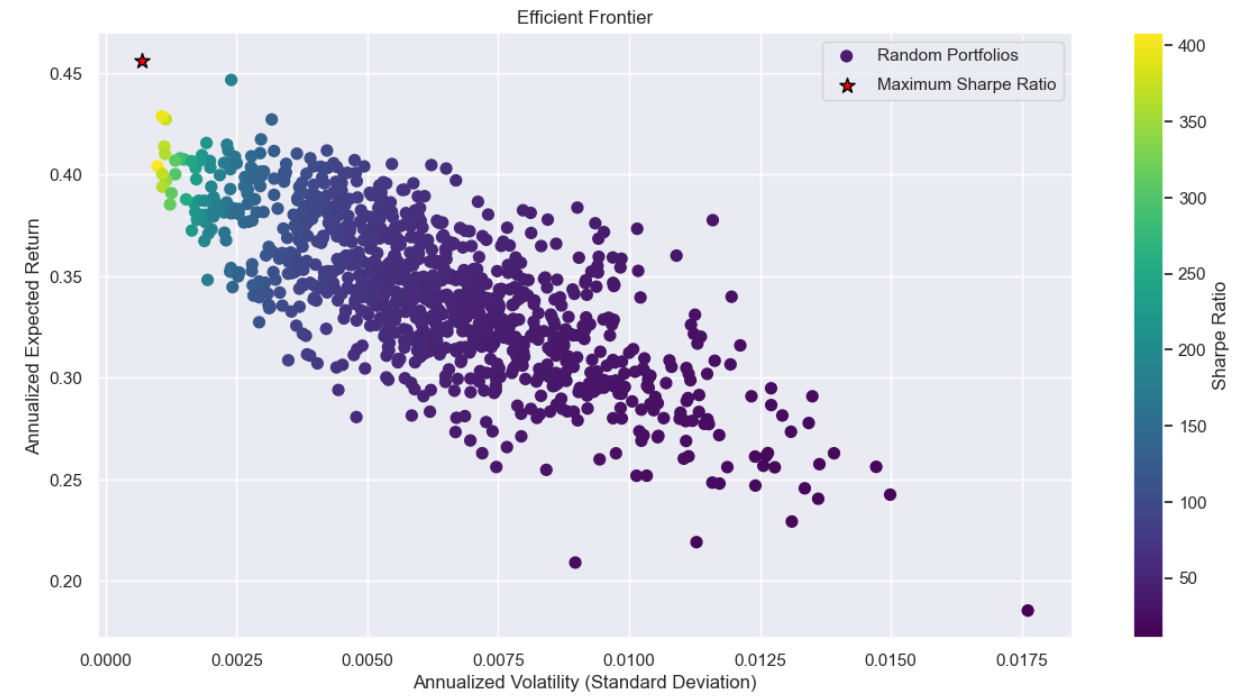 Efficient Frontier
Random Portfolios
Maximum Sharpe Ratio
Annualized Expected Return
0.45
0.40
0.35
0.30
0.25
0.20
0.0000 0.0025 0.0050 0.0075 0.0100 0.0125 0.0150 0.0175
Annualized Volatility (Standard Deviation)
400
350
300
250
200
150
100
50
Sharpe Ratio